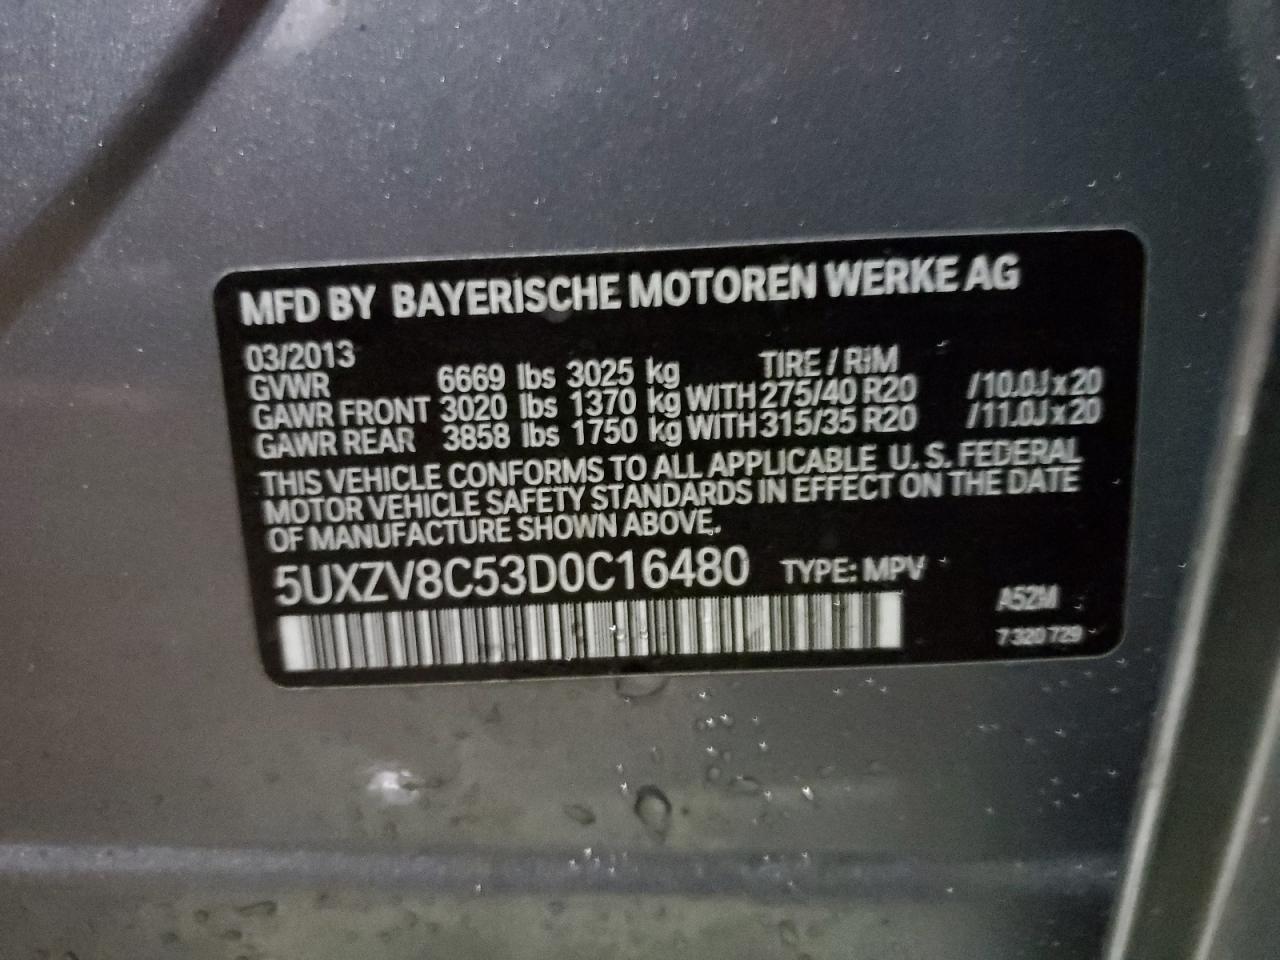 MFD BY BAYERISCHE MOTOREN WERKE AG
03/2013 TIRE / RIM
GVWR 6669 lbs 3025 kg
GAWR FRONT 3020 lbs 1370 kg WITH 275/40 R20 /10.0J x 20
GAWR REAR 3858 lbs 1750 kg WITH 315/35 R20 /11.0J x 20
THIS VEHICLE CONFORMS TO ALL APPLICABLE U. S. FEDERAL
MOTOR VEHICLE SAFETY STANDARDS IN EFFECT ON THE DATE
OF MANUFACTURE SHOWN ABOVE.
5UXZV8C53D0C16480 TYPE: MPV
A52M
7 320 729